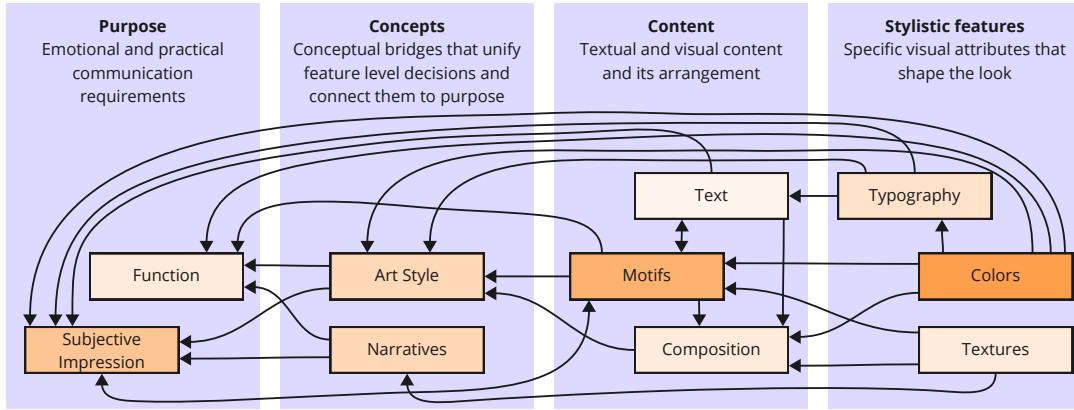 Purpose
Emotional and practical
communication
requirements
Concepts
Conceptual bridges that unify
feature level decisions and
connect them to purpose
Content
Textual and visual content
and its arrangement
Stylistic features
Specific visual attributes that
shape the look
Text
Typography
Function
Art Style
Motifs
Colors
Subjective
Impression
Narratives
Composition
Textures